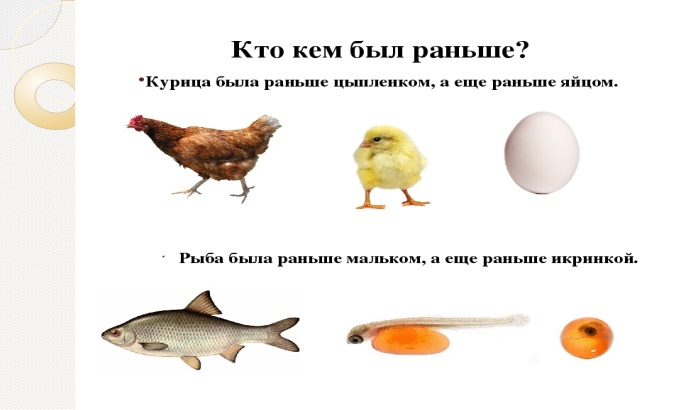 Кто кем был раньше?
•Курица была раньше цыпленком, а еще раньше яйцом.
· Рыба была раньше мальком, а еще раньше икринкой.